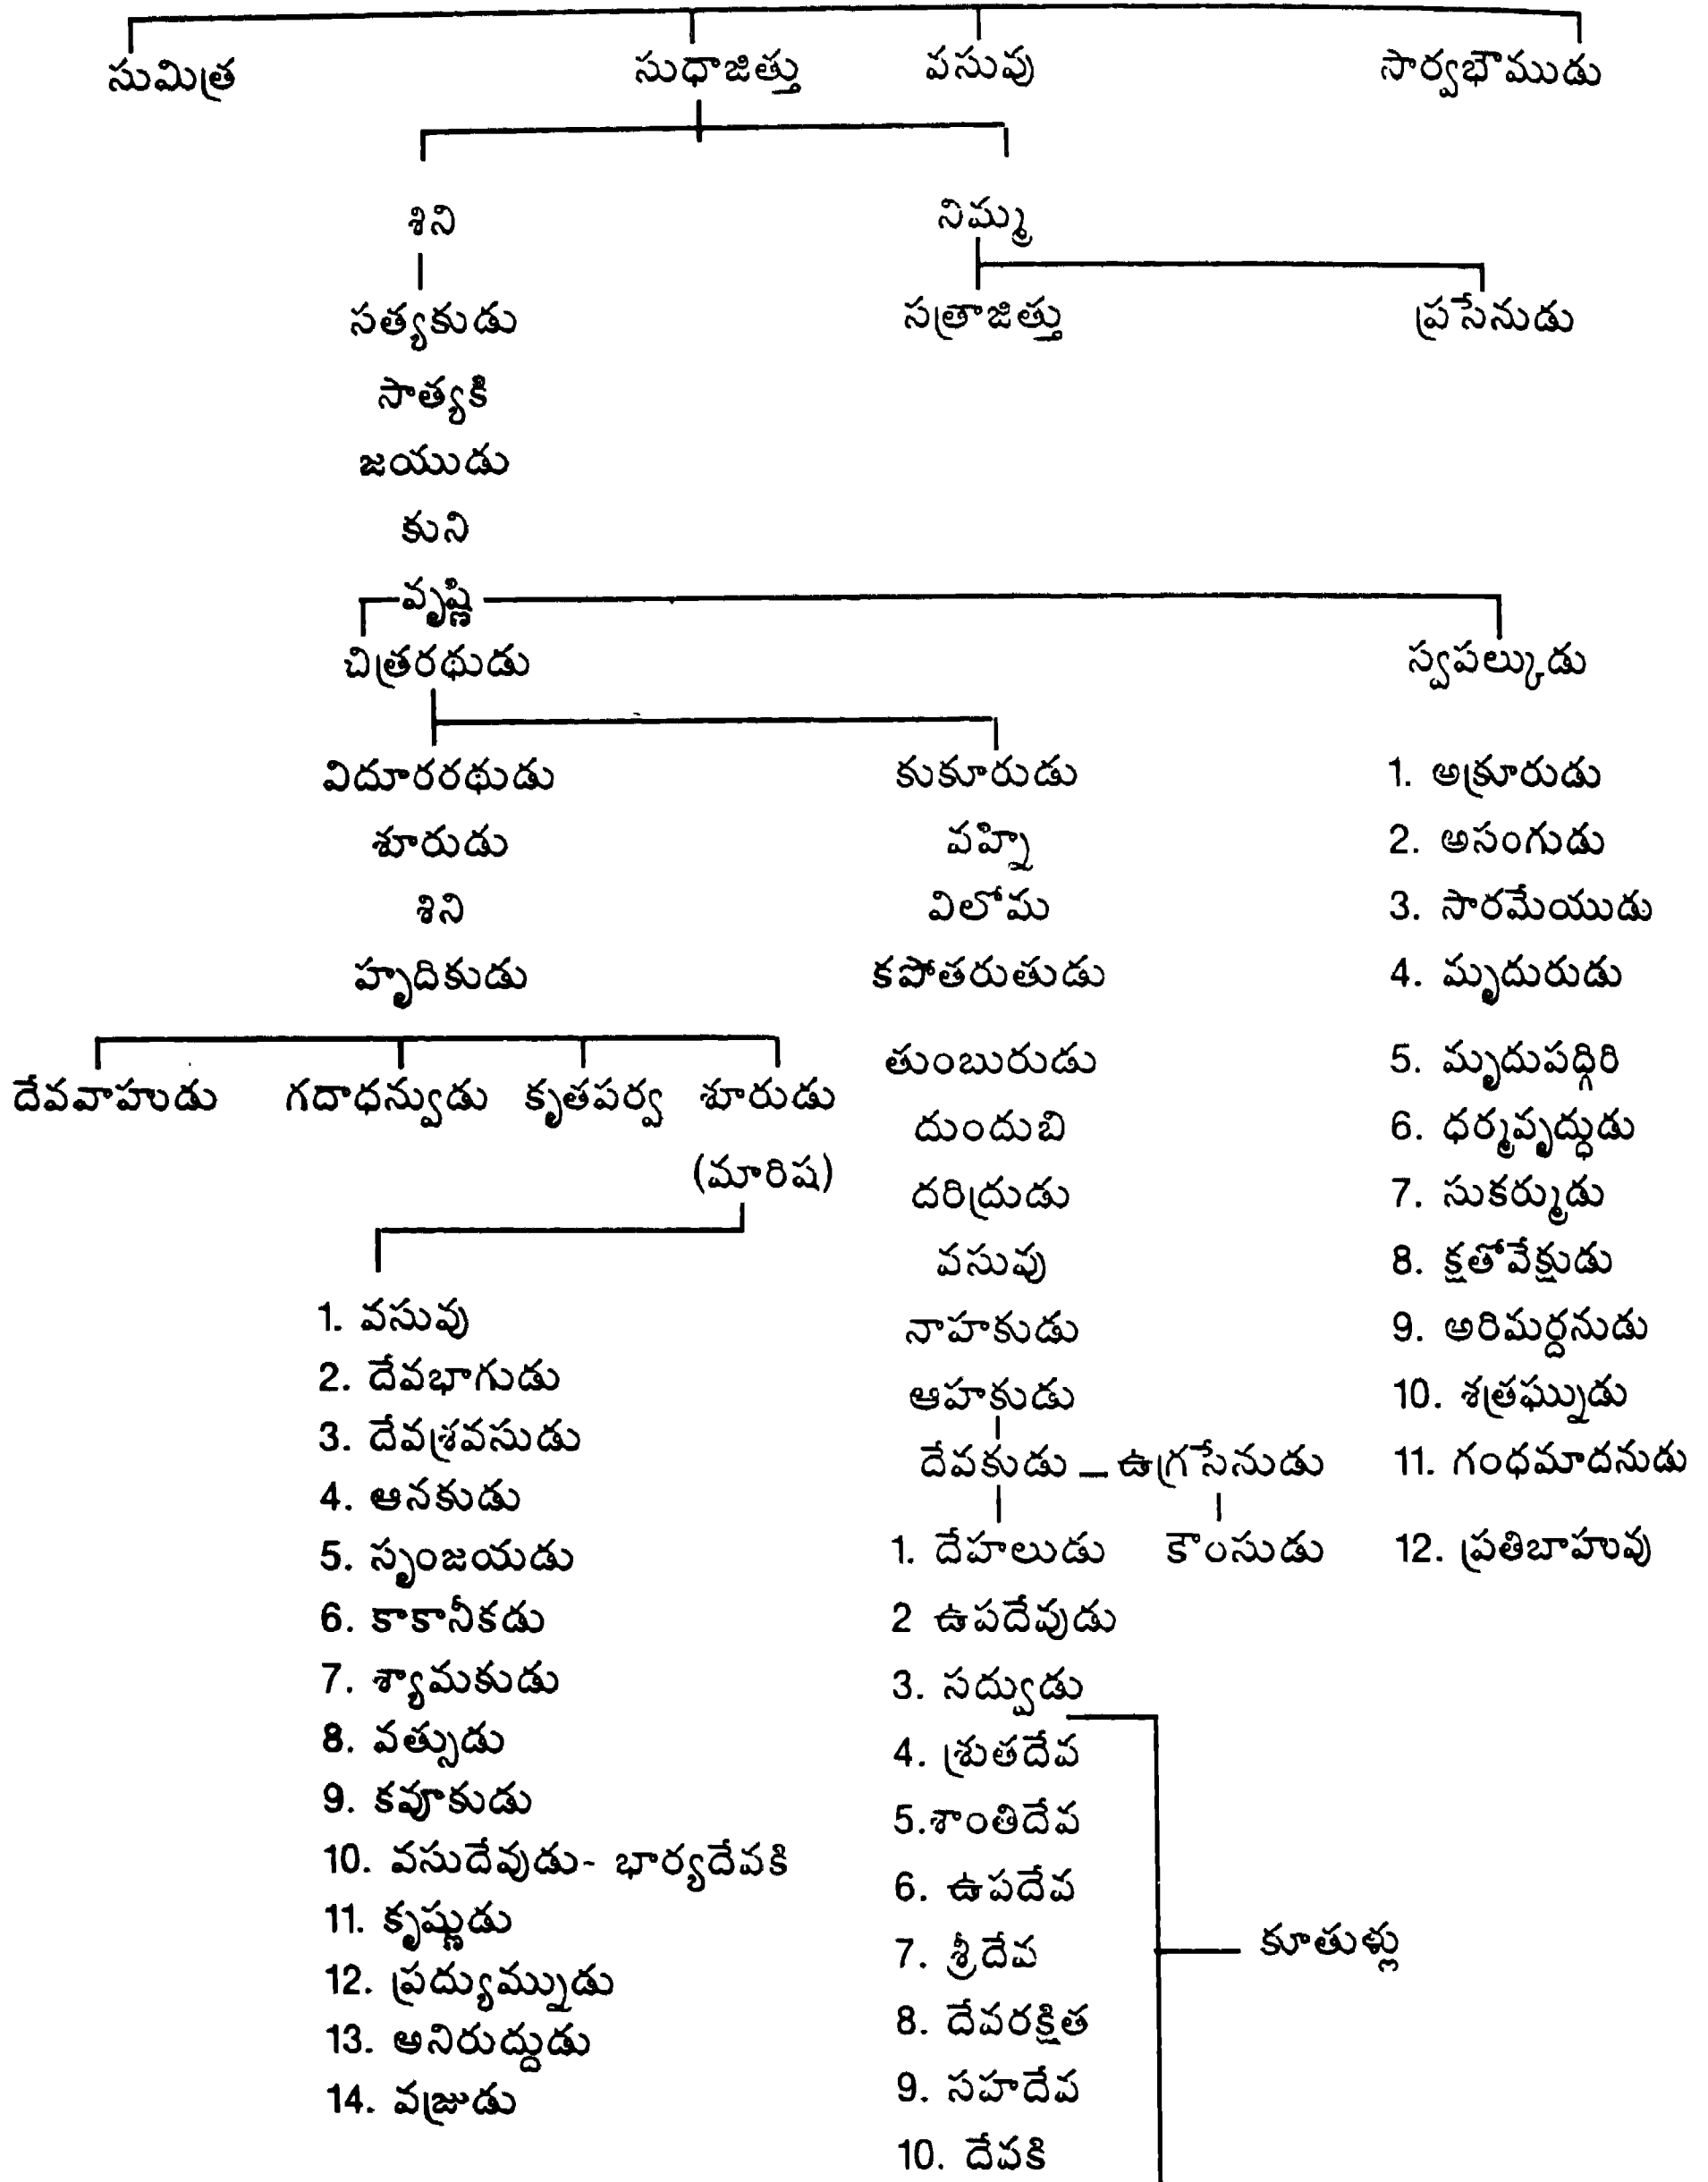 సుమిత్ర సుధాజిత్తు వసువు సార్వభౌముడు
శిని నిమ్మ
సత్యకుడు సత్రాజిత్తు ప్రసేనుడు
సాత్యకి
జయుడు
కుని
వృష్ణి
చిత్రరథుడు స్వపల్కుడు
విదూరరథుడు కుకూరుడు 1. అక్రూరుడు
శూరుడు వహ్ని 2. అసంగుడు
శిని విలోమ 3. సారమేయుడు
హృదికుడు కపోతరుతుడు 4. మృదురుడు
తుంబురుడు 5. మృదుపద్గిరి
దేవవాహుడు గదాధన్వుడు కృతపర్వ శూరుడు
దుందుబి 6. ధర్మవృద్ధుడు
(మారిష)
దరిద్రుడు 7. సుకర్ముడు
వసువు 8. క్షతోవేక్షుడు
1. వసువు నాహకుడు 9. అరిమర్దనుడు
2. దేవభాగుడు ఆహకుడు 10. శత్రఘ్నుడు
3. దేవశ్రవసుడు దేవకుడు – ఉగ్రసేనుడు 11. గంధమాదనుడు
4. ఆనకుడు
5. సృంజయడు 1. దేహలుడు కౌంసుడు 12. ప్రతిబాహువు
6. కాకానీకడు 2 ఉపదేవుడు
7. శ్యామకుడు 3. సద్వుడు
8. వత్సుడు 4. శ్రుతదేవ
9. కవూకుడు 5.శాంతిదేవ
10. వసుదేవుడు- భార్యదేవకి 6. ఉపదేవ
11. కృష్ణుడు 7. శ్రీదేవ కూతుళ్లు
12. ప్రద్యుమ్నుడు
13. అనిరుద్దుడు 8. దేవరక్షిత
14. వజ్రుడు 9. సహదేవ
10. దేవకి